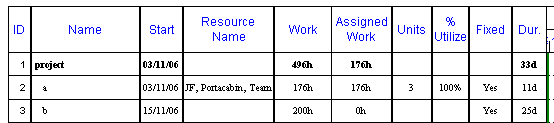 ID Name Start Resource Name Work Assigned Work Units % Utilize Fixed Dur.
1 project 03/11/06 496h 176h 33d
2 a 03/11/06 JF, Portacabin, Team 176h 176h 3 100% Yes 11d
3 b 15/11/06 200h 0h Yes 25d